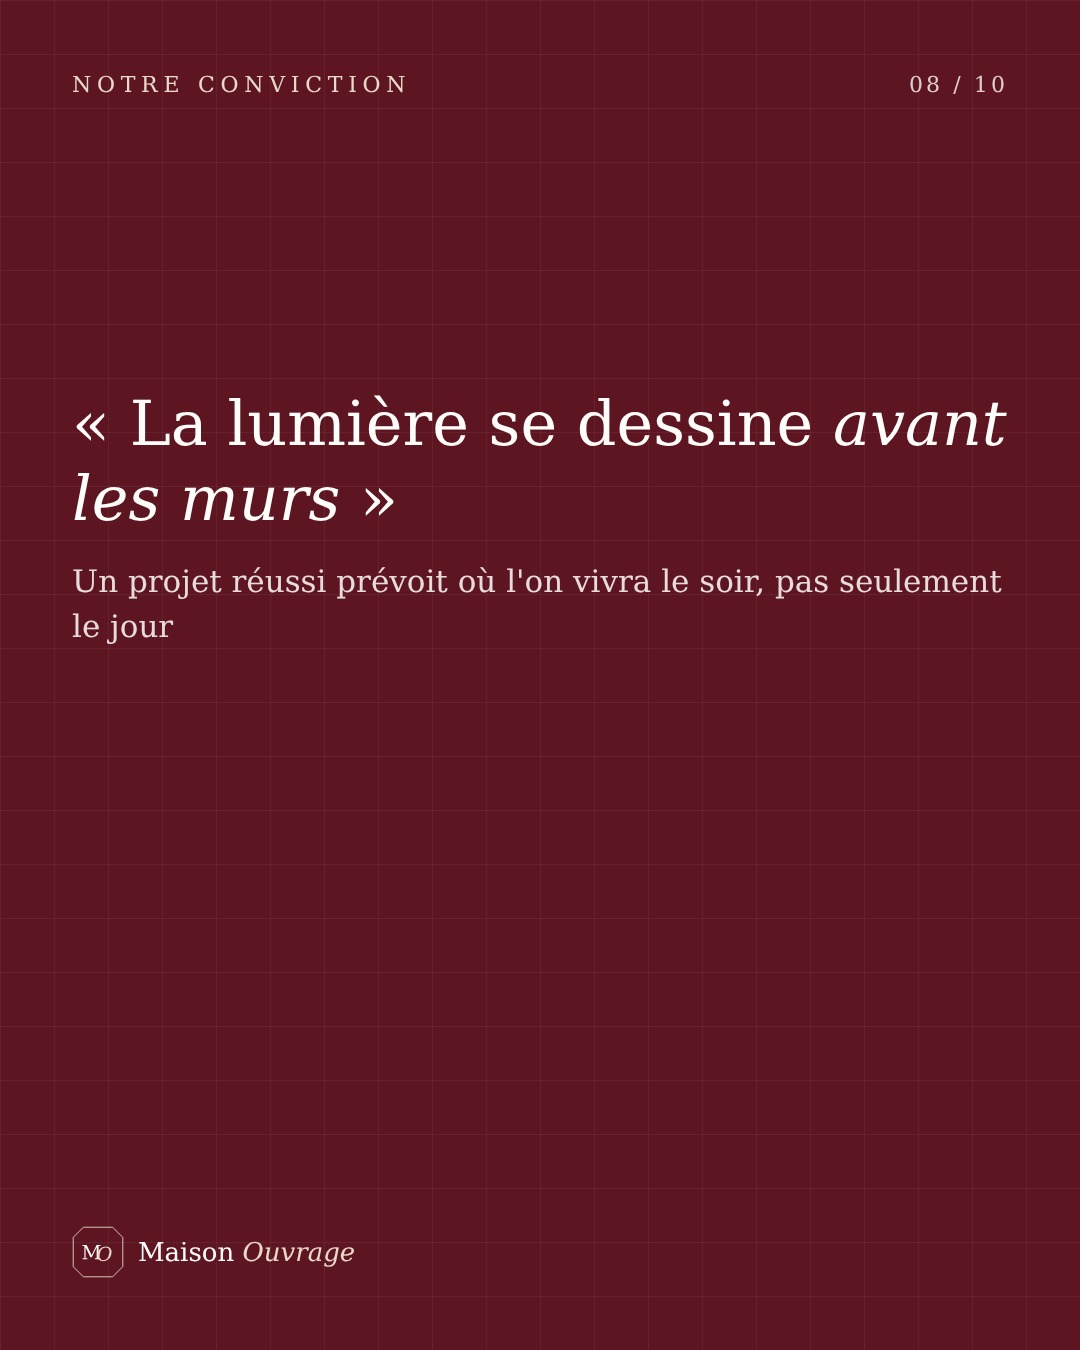 NOTRE CONVICTION
08 / 10
« La lumière se dessine avant
les murs »
Un projet réussi prévoit où l'on vivra le soir, pas seulement
le jour
MO
Maison Ouvrage